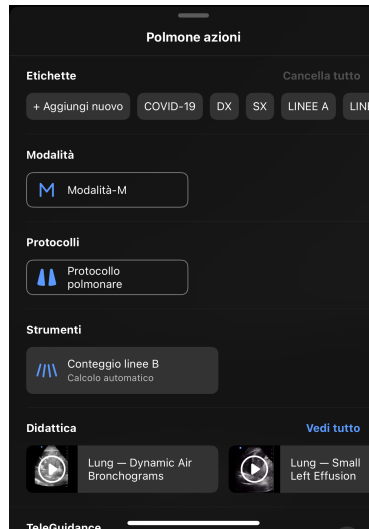 Polmone azioni
Etichette
Cancella tutto
+ Aggiungi nuovo
COVID-19
DX
SX
LINEE A
Modalità
Modalità-M
Protocolli
Protocollo
polmonare
Strumenti
Conteggio linee B
Calcolo automatico
Didattica
Vedi tutto
Lung — Dynamic Air
Bronchograms
Lung — Small
Left Effusion
TeleGuidance